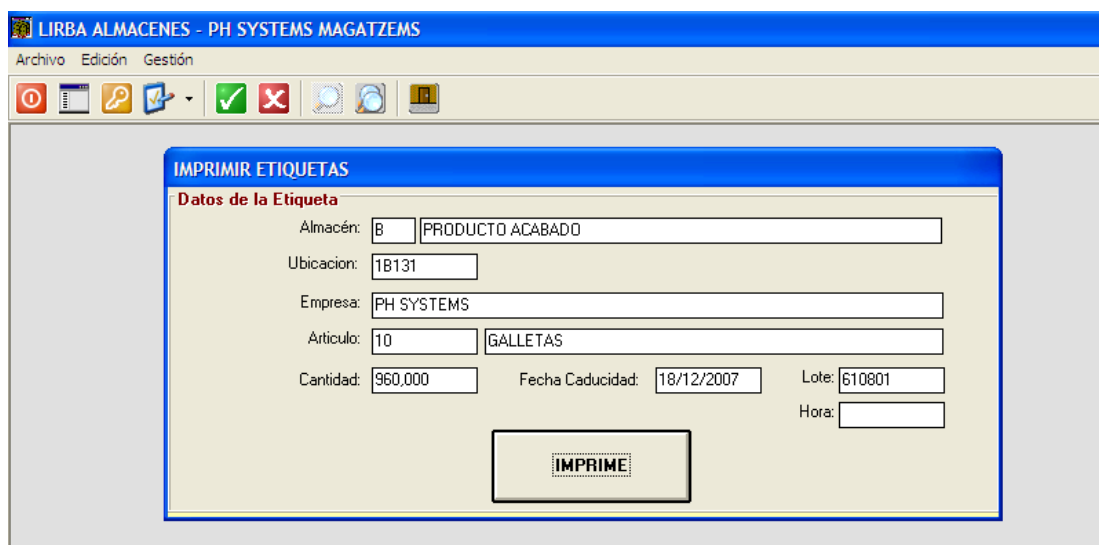 LIRBA ALMACENES - PH SYSTEMS MAGATZEMS
Archivo Edición Gestión
IMPRIMIR ETIQUETAS
Datos de la Etiqueta
Almacén: B PRODUCTO ACABADO
Ubicacion: 1B131
Empresa: PH SYSTEMS
Articulo: 10 GALLETAS
Cantidad: 960,000 Fecha Caducidad: 18/12/2007 Lote: 610801
Hora:
IMPRIME